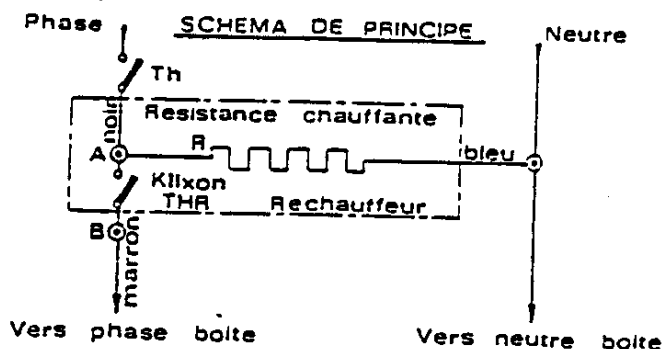 Phase
SCHEMA DE PRINCIPE
Neutre
Th
noir
Resistance chauffante
A
R
bleu
Klixon
THR
Rechauffeur
B
marron
Vers phase boite
Vers neutre boite